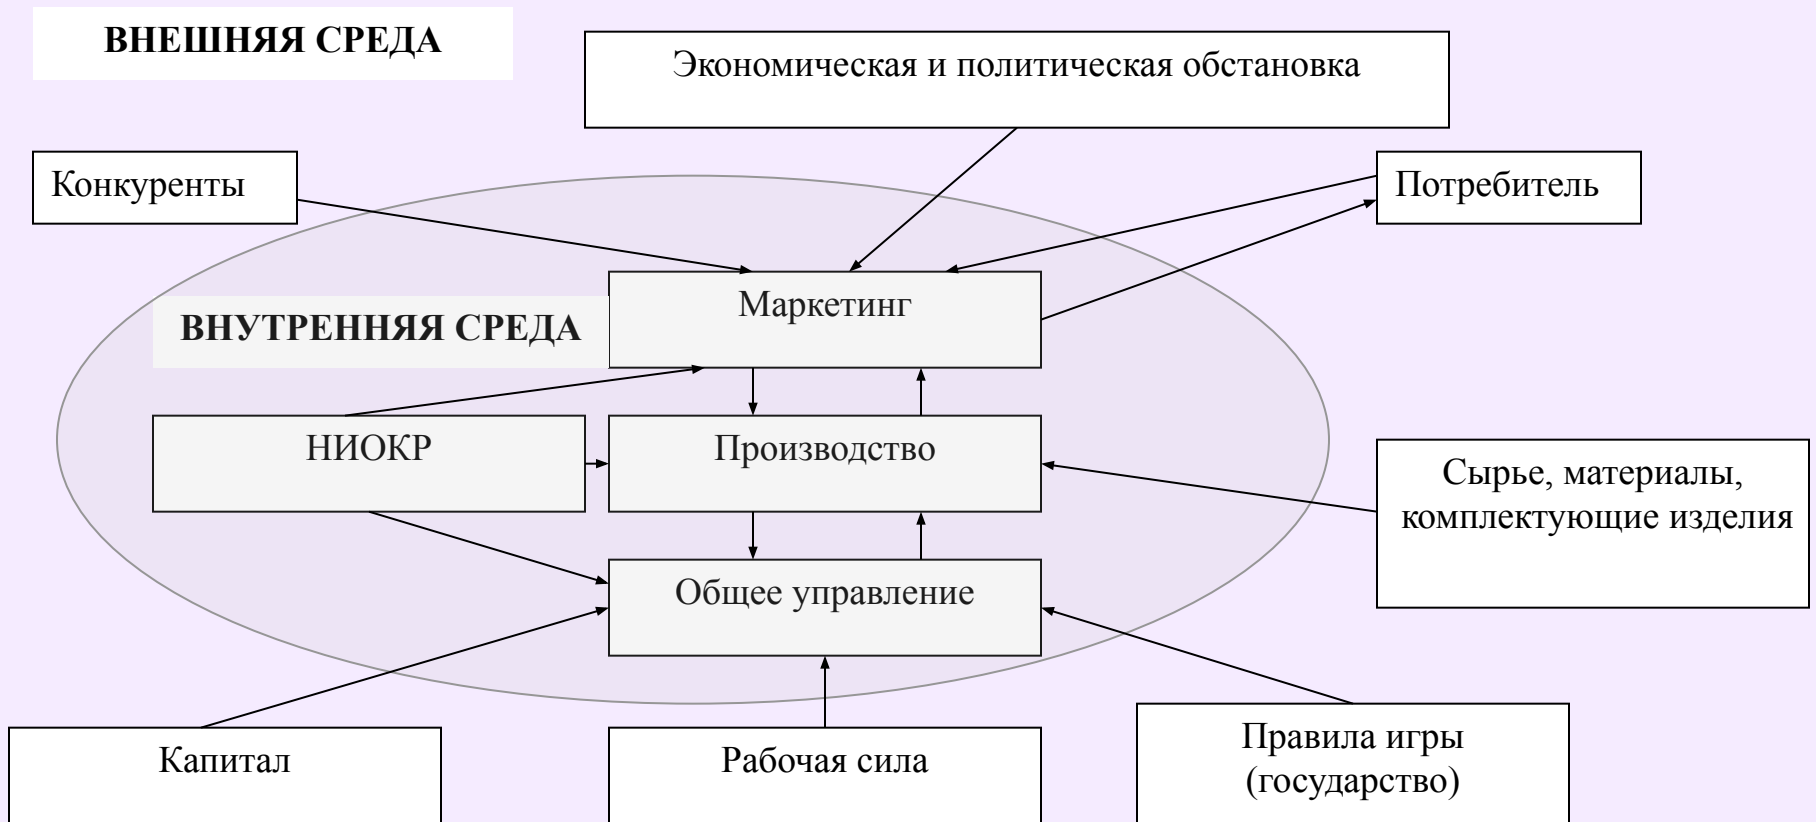 ВНЕШНЯЯ СРЕДА
Экономическая и политическая обстановка
Конкуренты
Потребитель
Маркетинг
ВНУТРЕННЯЯ СРЕДА
НИОКР
Производство
Сырье, материалы,
комплектующие изделия
Общее управление
Капитал
Рабочая сила
Правила игры
(государство)